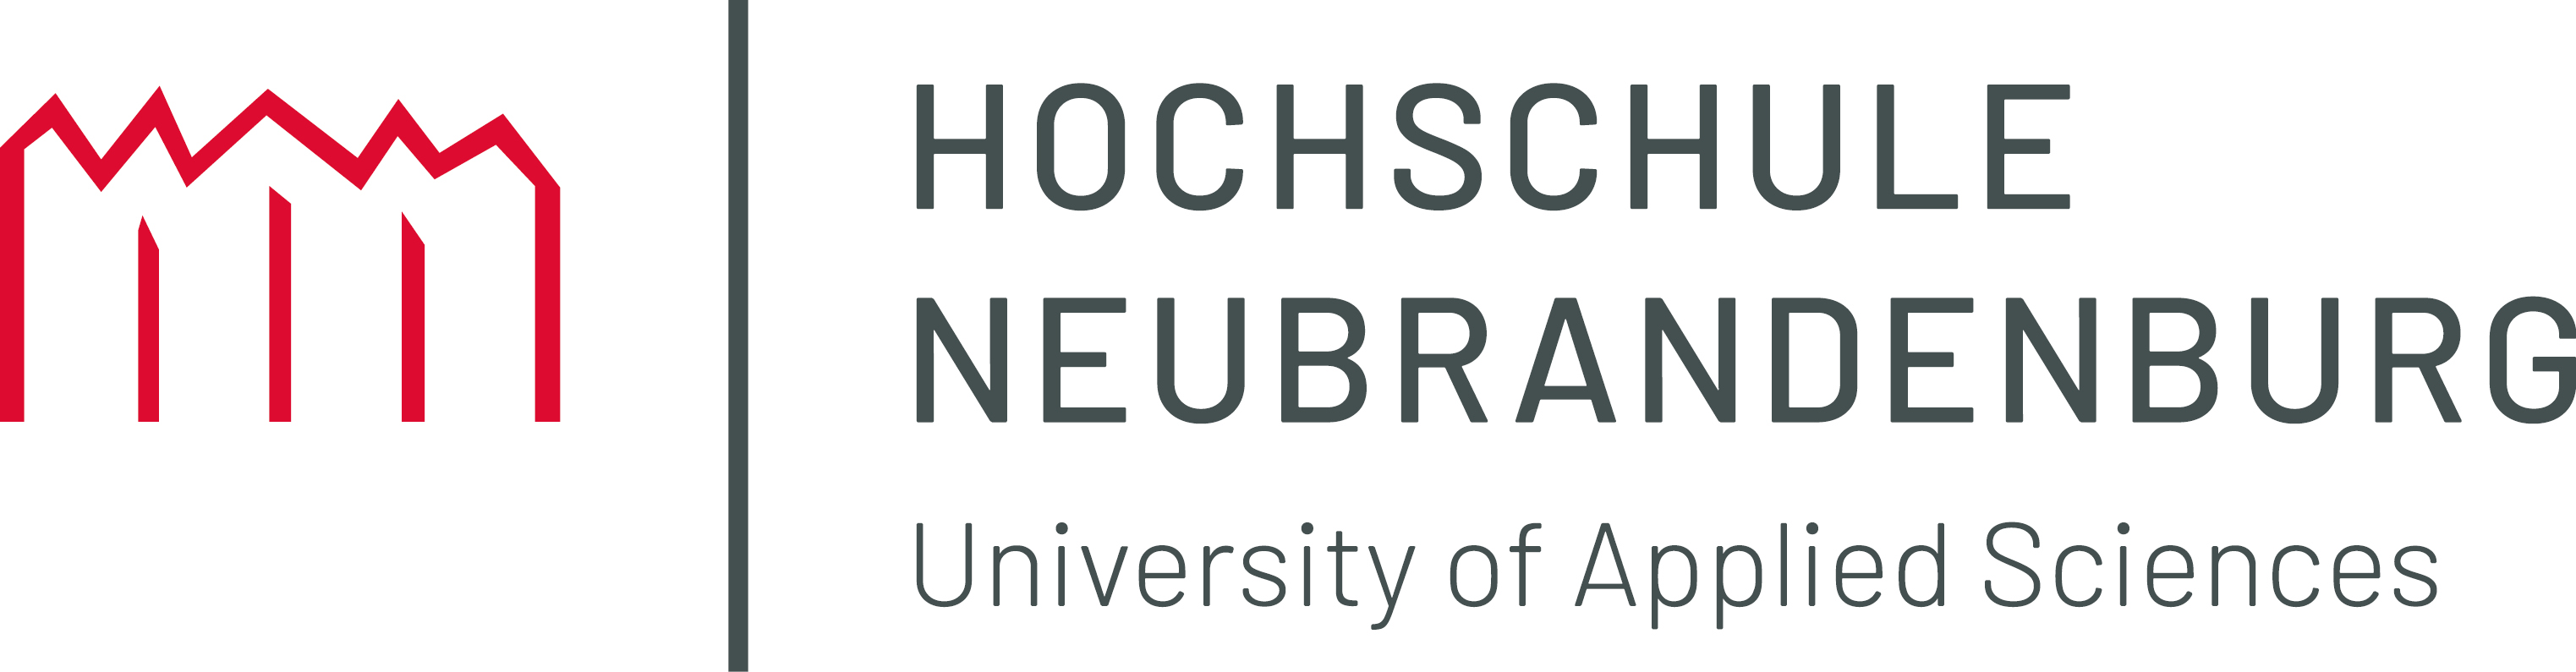 HOCHSCHULE
NEUBRANDENBURG
University of Applied Sciences